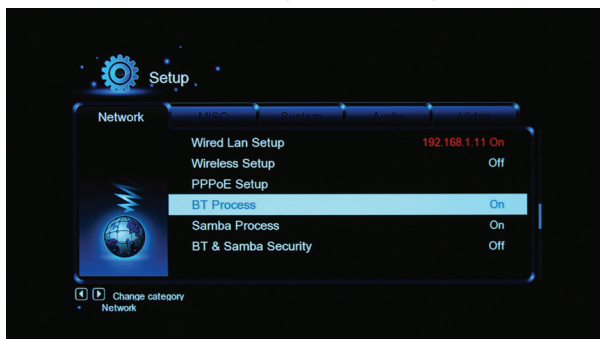 Setup
Network MISC System Audio Video
Wired Lan Setup 192.168.1.11 On
Wireless Setup Off
PPPoE Setup
BT Process On
Samba Process On
BT & Samba Security Off
Change category
Network